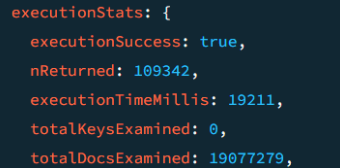 executionStats: {
executionSuccess: true,
nReturned: 109342,
executionTimeMillis: 19211,
totalKeysExamined: 0,
totalDocsExamined: 19077279,